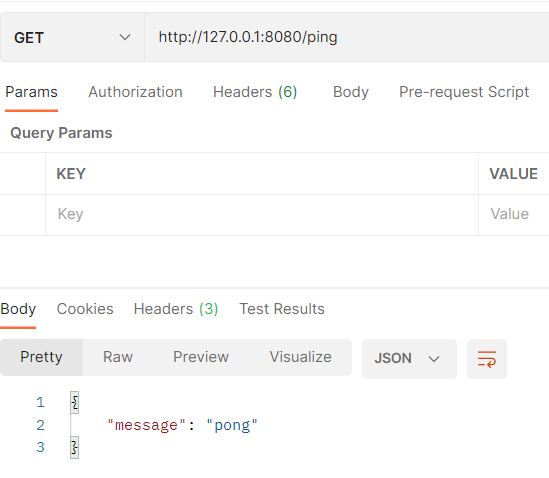 GET http://127.0.0.1:8080/ping
Params Authorization Headers (6) Body Pre-request Script
Query Params
KEY VALUE
Key Value
Body Cookies Headers (3) Test Results
Pretty Raw Preview Visualize JSON
1 {
2 "message": "pong"
3 }